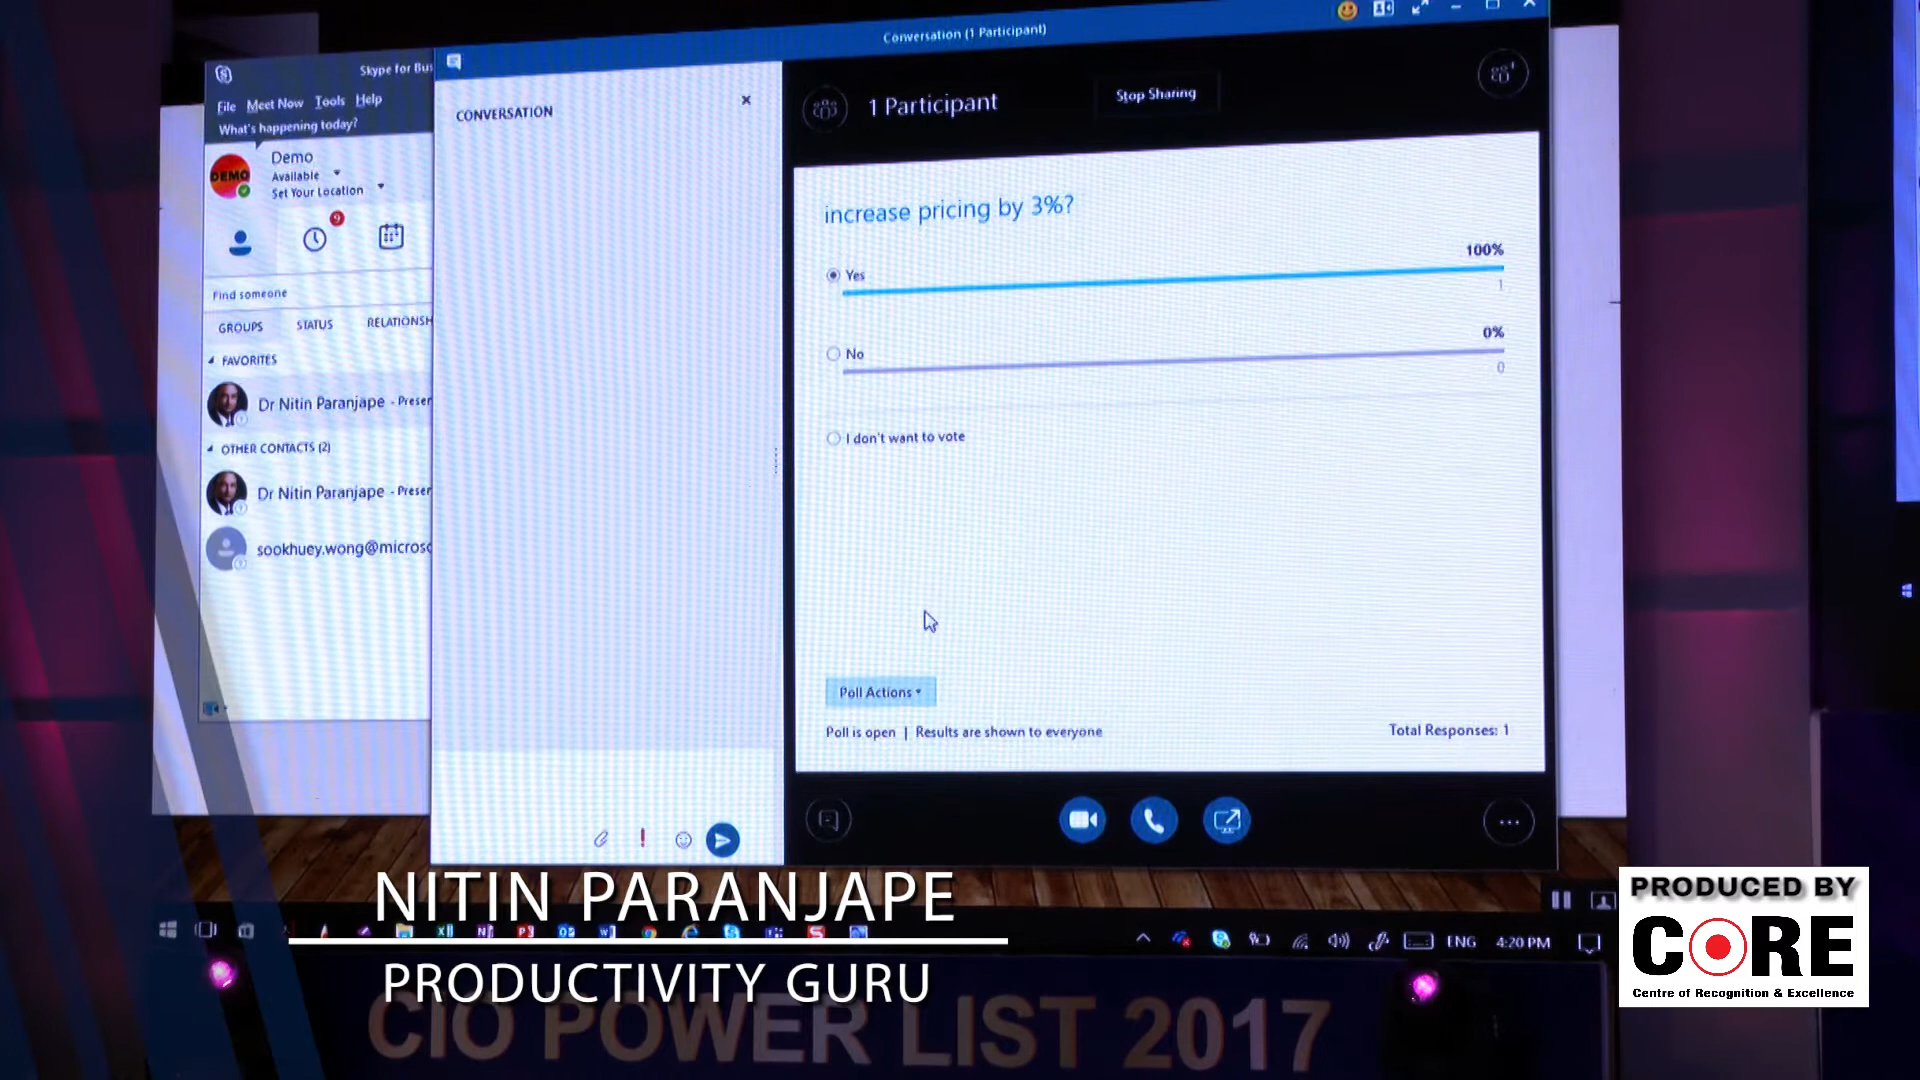 Conversation (1 Participant)
Skype for Bus
File Meet Now Tools Help
What's happening today?
DEMO
Demo
Available
Set Your Location
9
Find someone
GROUPS STATUS RELATIONSH
FAVORITES
Dr Nitin Paranjape - Preser
OTHER CONTACTS (2)
Dr Nitin Paranjape - Preser
sookhuey.wong@microsc
CONVERSATION
1 Participant
Stop Sharing
increase pricing by 3%?
100%
Yes
1
0%
No
0
I don't want to vote
Poll Actions
Poll is open | Results are shown to everyone
Total Responses: 1
ENG 4:20 PM
NITIN PARANJAPE
PRODUCTIVITY GURU
CIO POWER LIST 2017
PRODUCED BY
CORE
Centre of Recognition & Excellence